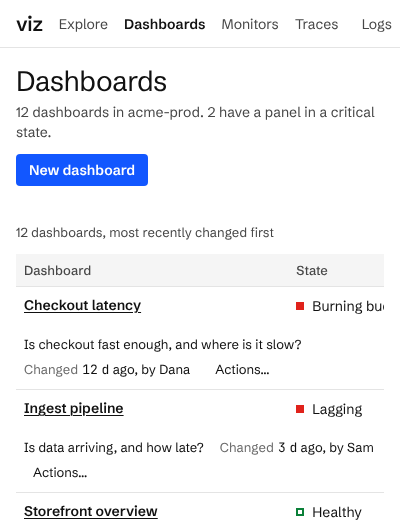 viz Explore Dashboards Monitors Traces Logs
Dashboards
12 dashboards in acme-prod. 2 have a panel in a critical
state.
New dashboard
12 dashboards, most recently changed first
Dashboard State
Checkout latency Burning
Is checkout fast enough, and where is it slow?
Changed 12 d ago, by Dana Actions...
Ingest pipeline Lagging
Is data arriving, and how late? Changed 3 d ago, by Sam
Actions...
Storefront overview Healthy